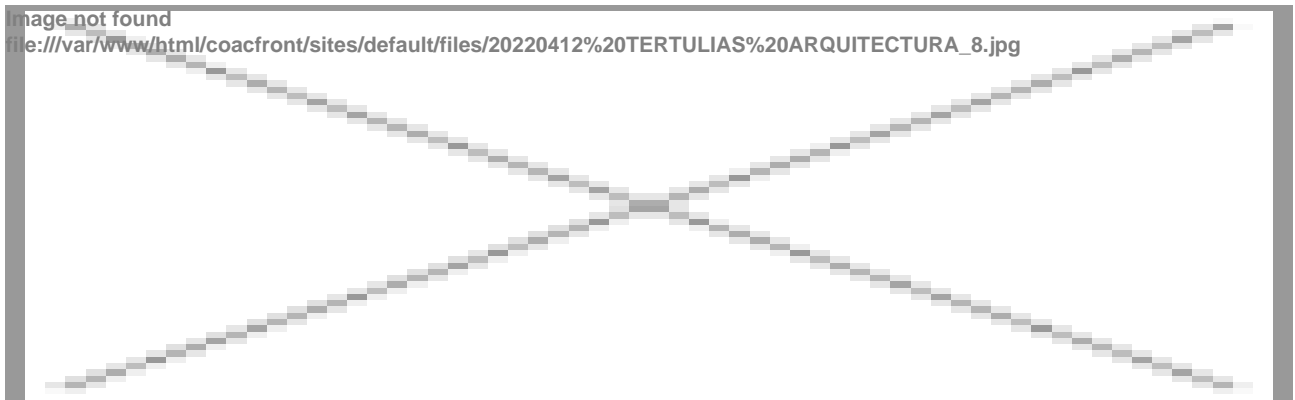 Image not found
file:///var/www/html/coacfront/sites/default/files/20220412%20TERTULIAS%20ARQUITECTURA_8.jpg